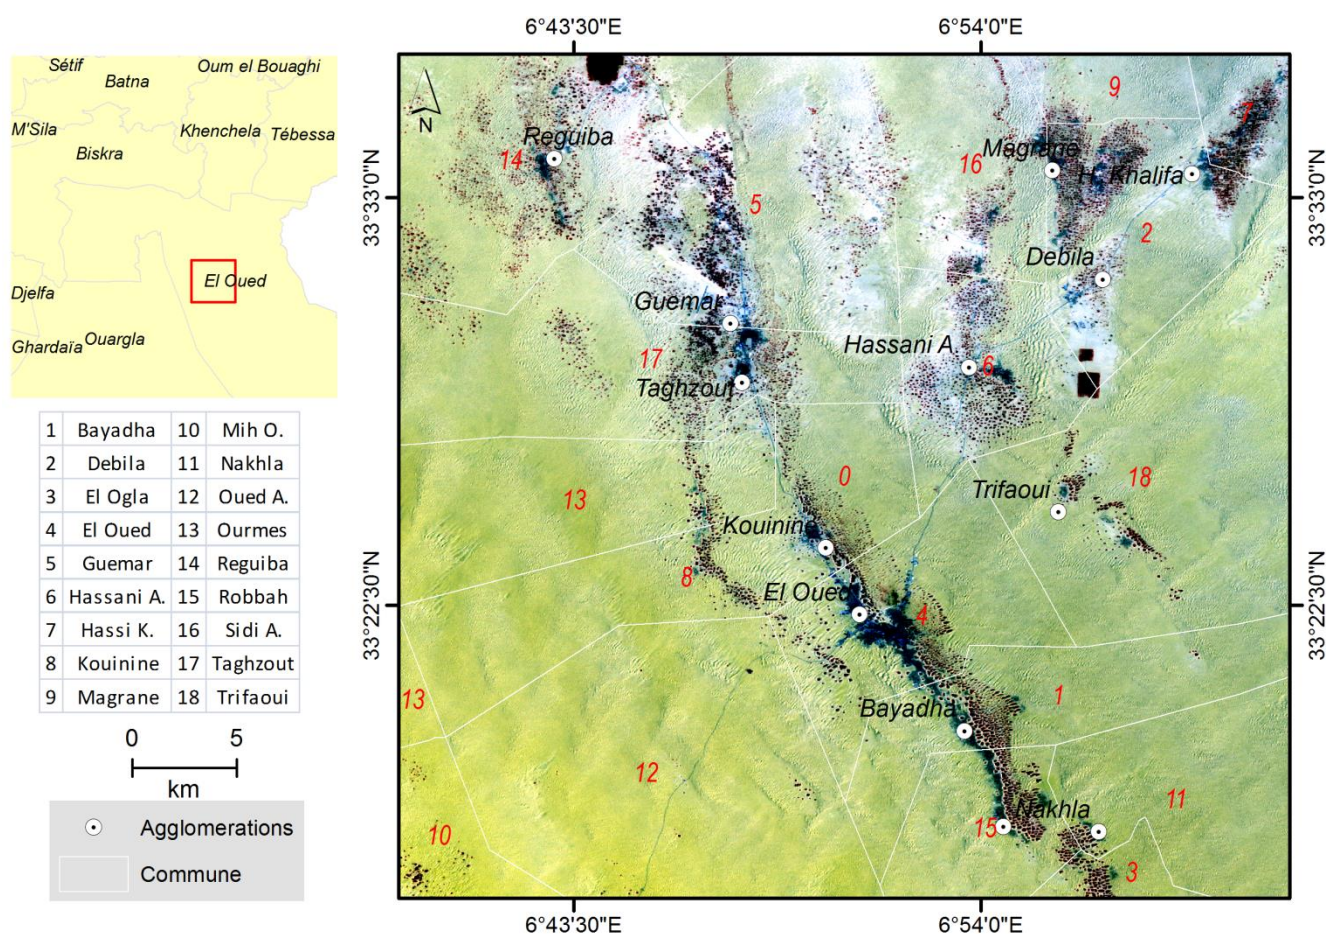 6°43'30"E 6°54'0"E
Sétif
Oum el Bouaghi
Batna
M'Sila
Khenchela
Tébessa
Biskra
El Oued
Djelfa
Ouargla
Ghardaïa
1 Bayadha 10 Mih O.
2 Debila 11 Nakhla
3 El Ogla 12 Oued A.
4 El Oued 13 Ourmes
5 Guemar 14 Reguiba
6 Hassani A. 15 Robbah
7 Hassi K. 16 Sidi A.
8 Kouinine 17 Taghzout
9 Magrane 18 Trifaoui
0 5
km
Agglomerations
Commune
N
33°33'0"N
33°22'30"N
9
7
Reguiba
14
16
Magrane
H. Khalifa
5
2
Debila
Guemar
17
Hassani A.
6
Taghzout
0
18
13
Trifaoui
Kouinine
8
El Oued
4
13
1
Bayadha
12
11
Nakhla
15
10
3
33°33'0"N
33°22'30"N
6°43'30"E 6°54'0"E